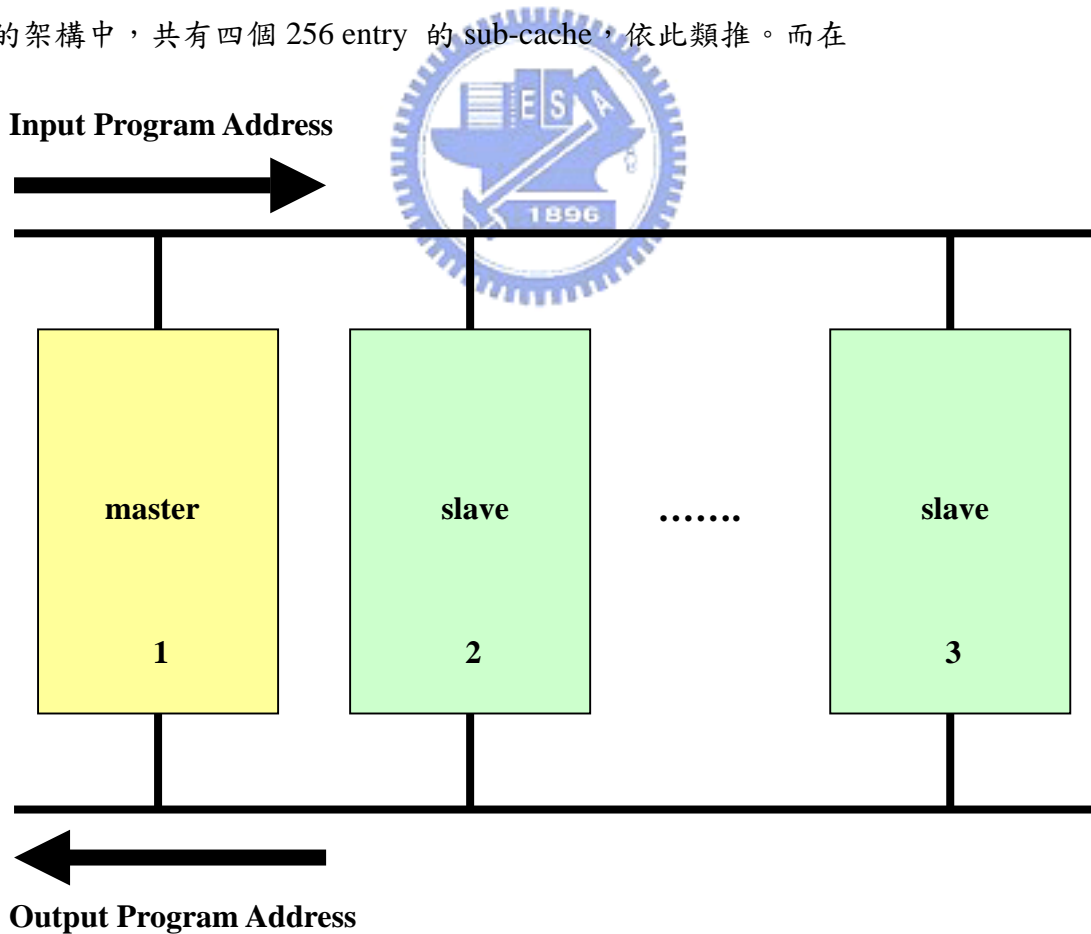 的架構中，共有四個 256 entry 的 sub-cache，依此類推。而在
Input Program Address
E S A
1896
master
slave
.......
slave
1
2
3
Output Program Address